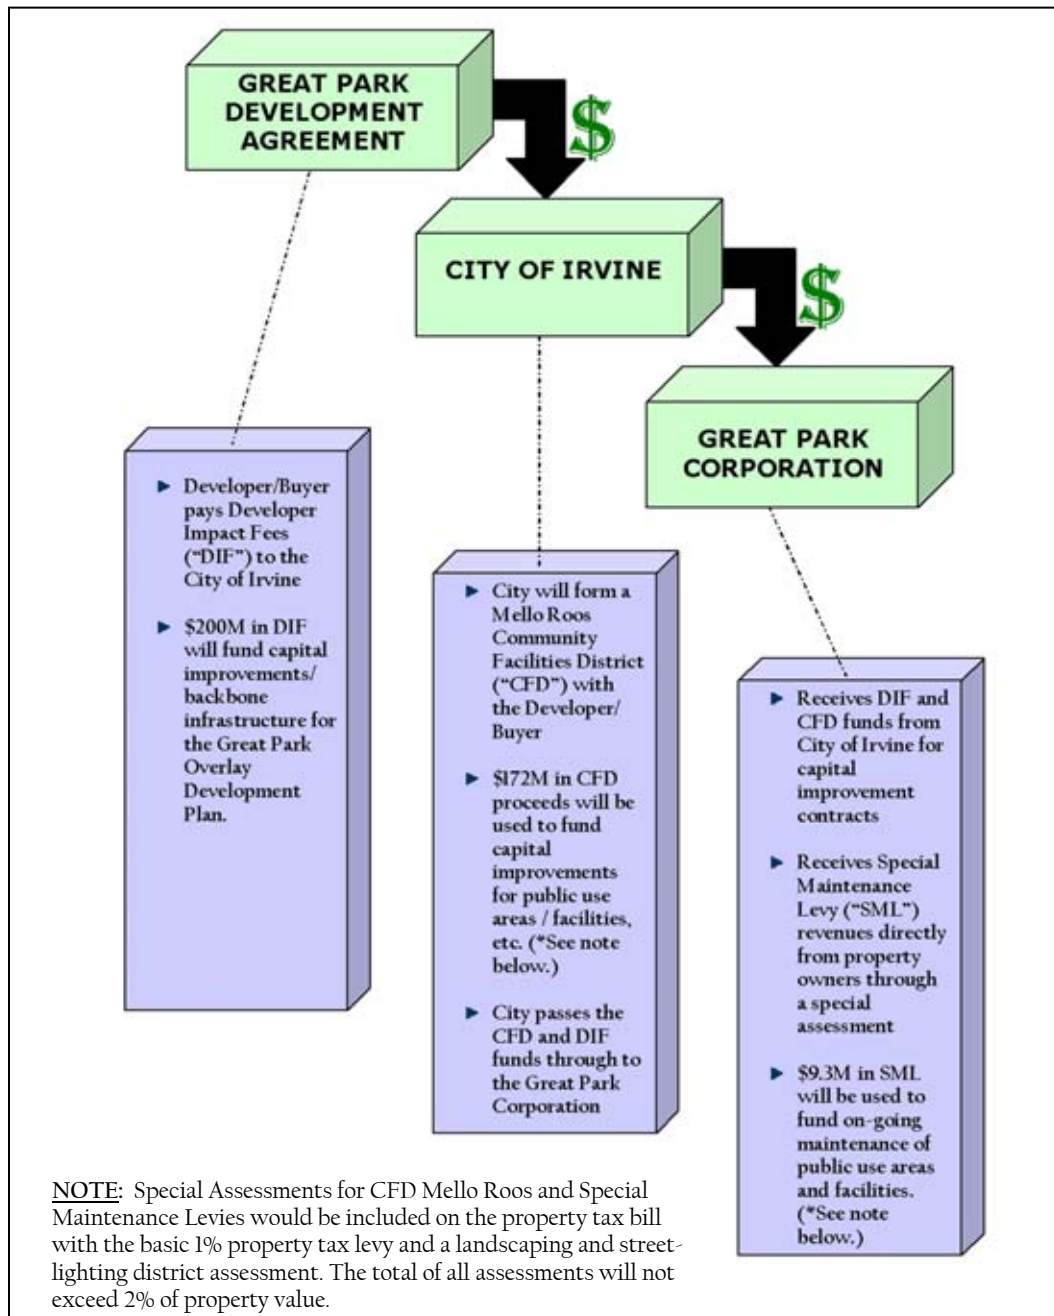 GREAT PARK
DEVELOPMENT
AGREEMENT
$
CITY OF IRVINE
$
GREAT PARK
CORPORATION
► Developer/Buyer
pays Developer
Impact Fees
(“DIF”) to the
City of Irvine
► $200M in DIF
will fund capital
improvements/
backbone
infrastructure for
the Great Park
Overlay
Development
Plan.
► City will form a
Mello Roos
Community
Facilities District
(“CFD”) with
the Developer/
Buyer
► $172M in CFD
proceeds will be
used to fund
capital
improvements
for public use
areas / facilities,
etc. (*See note
below.)
► City passes the
CFD and DIF
funds through to
the Great Park
Corporation
► Receives DIF and
CFD funds from
City of Irvine for
capital
improvement
contracts
► Receives Special
Maintenance
Levy (“SML”)
revenues directly
from property
owners through
a special
assessment
► $9.3M in SML
will be used to
fund on-going
maintenance of
public use areas
and facilities.
(*See note
below.)
NOTE: Special Assessments for CFD Mello Roos and Special
Maintenance Levies would be included on the property tax bill
with the basic 1% property tax levy and a landscaping and street-
lighting district assessment. The total of all assessments will not
exceed 2% of property value.